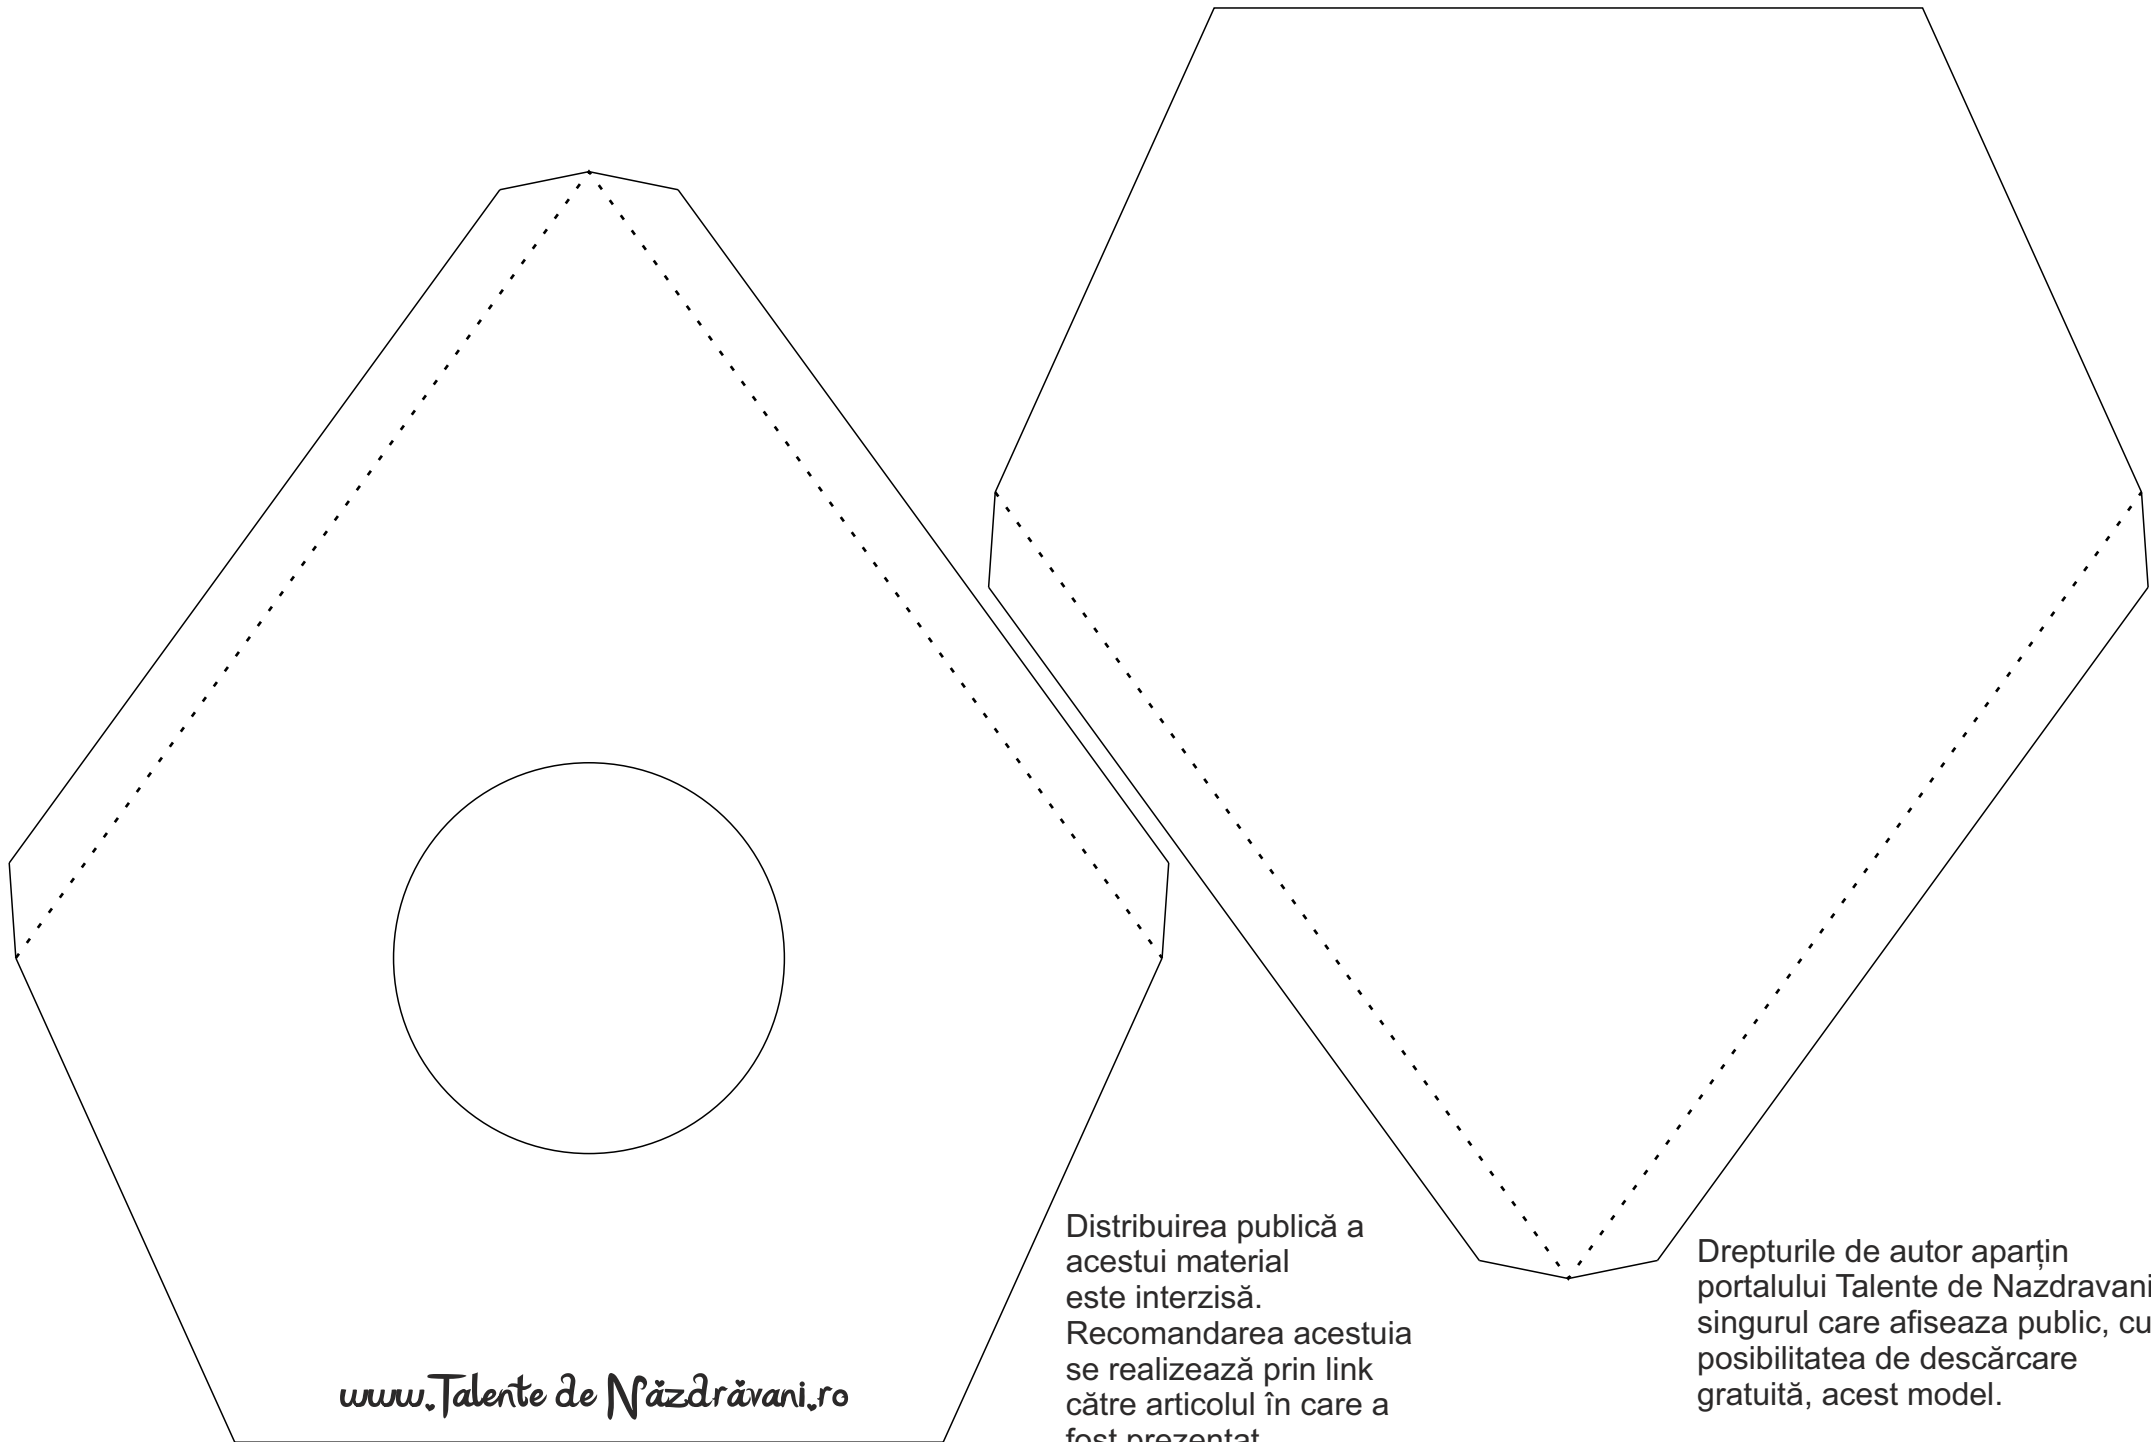 www.Talente de Năzdrăvani.ro
Distribuirea publică a
acestui material
este interzisă.
Recomandarea acestuia
se realizează prin link
către articolul în care a
fost prezentat
Drepturile de autor aparțin
portalului Talente de Nazdravani
singurul care afiseaza public, cu
posibilitatea de descărcare
gratuită, acest model.